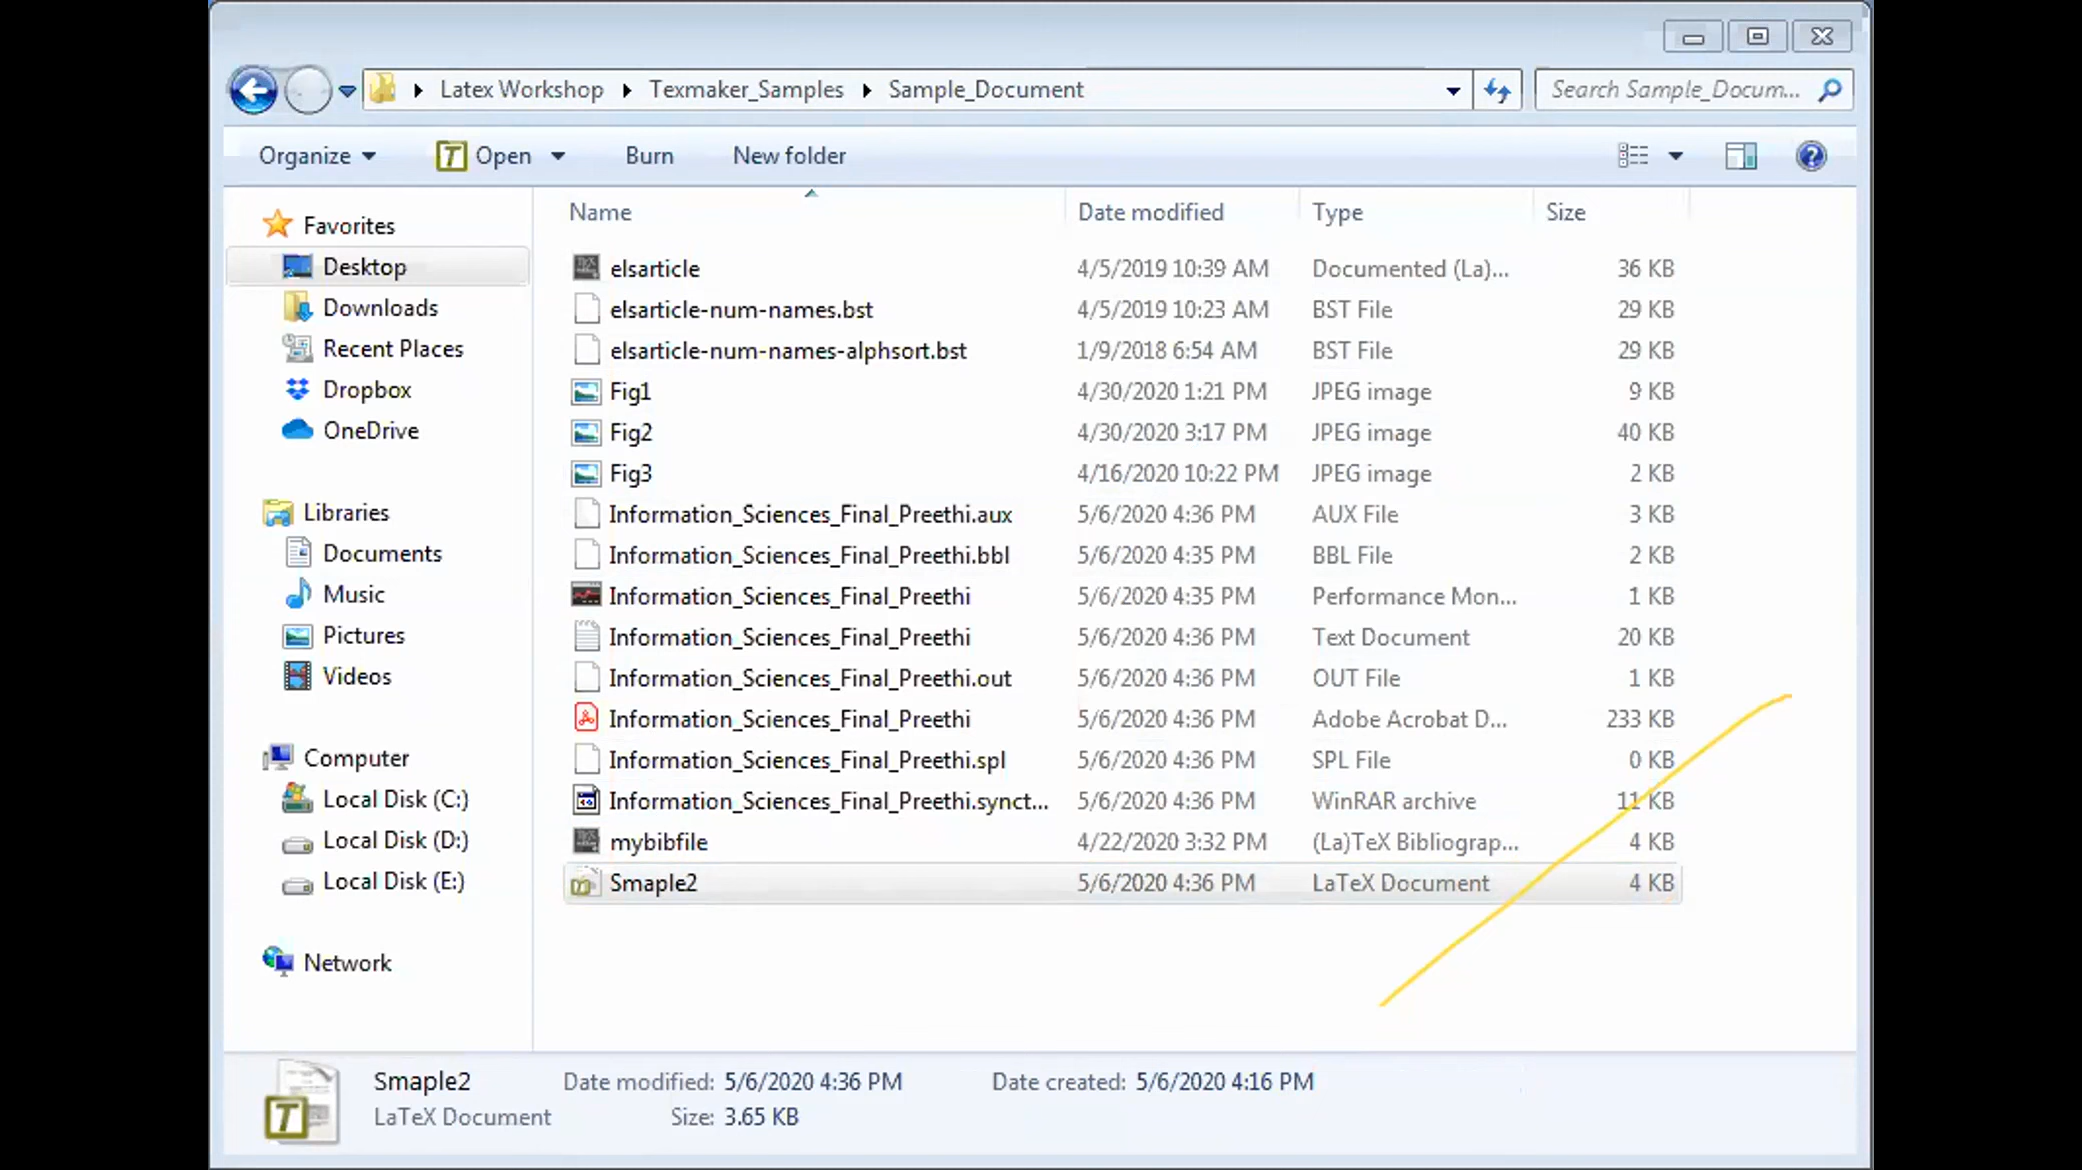 Latex Workshop Texmaker_Samples Sample_Document Search Sample_Docum...
Organize Open Burn New folder
Name Date modified Type Size
Favorites
Desktop
Downloads
Recent Places
Dropbox
OneDrive
Libraries
Documents
Music
Pictures
Videos
Computer
Local Disk (C:)
Local Disk (D:)
Local Disk (E:)
Network
elsarticle 4/5/2019 10:39 AM Documented (La)... 36 KB
elsarticle-num-names.bst 4/5/2019 10:23 AM BST File 29 KB
elsarticle-num-names-alphsort.bst 1/9/2018 6:54 AM BST File 29 KB
Fig1 4/30/2020 1:21 PM JPEG image 9 KB
Fig2 4/30/2020 3:17 PM JPEG image 40 KB
Fig3 4/16/2020 10:22 PM JPEG image 2 KB
Information_Sciences_Final_Preethi.aux 5/6/2020 4:36 PM AUX File 3 KB
Information_Sciences_Final_Preethi.bbl 5/6/2020 4:35 PM BBL File 2 KB
Information_Sciences_Final_Preethi 5/6/2020 4:35 PM Performance Mon... 1 KB
Information_Sciences_Final_Preethi 5/6/2020 4:36 PM Text Document 20 KB
Information_Sciences_Final_Preethi.out 5/6/2020 4:36 PM OUT File 1 KB
Information_Sciences_Final_Preethi 5/6/2020 4:36 PM Adobe Acrobat D... 233 KB
Information_Sciences_Final_Preethi.spl 5/6/2020 4:36 PM SPL File 0 KB
Information_Sciences_Final_Preethi.synct... 5/6/2020 4:36 PM WinRAR archive 11 KB
mybibfile 4/22/2020 3:32 PM (La)TeX Bibliograp... 4 KB
Smaple2 5/6/2020 4:36 PM LaTeX Document 4 KB
Smaple2 Date modified: 5/6/2020 4:36 PM Date created: 5/6/2020 4:16 PM
LaTeX Document Size: 3.65 KB